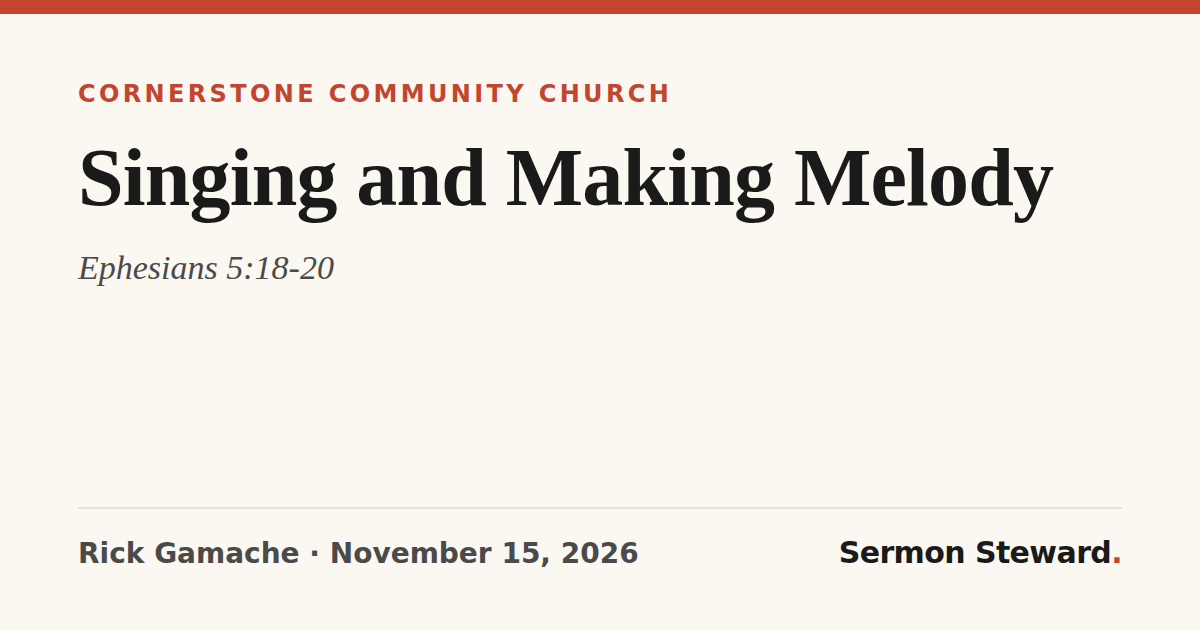 CORNERSTONE COMMUNITY CHURCH
Singing and Making Melody
Ephesians 5:18-20
Rick Gamache · November 15, 2026
Sermon Steward.